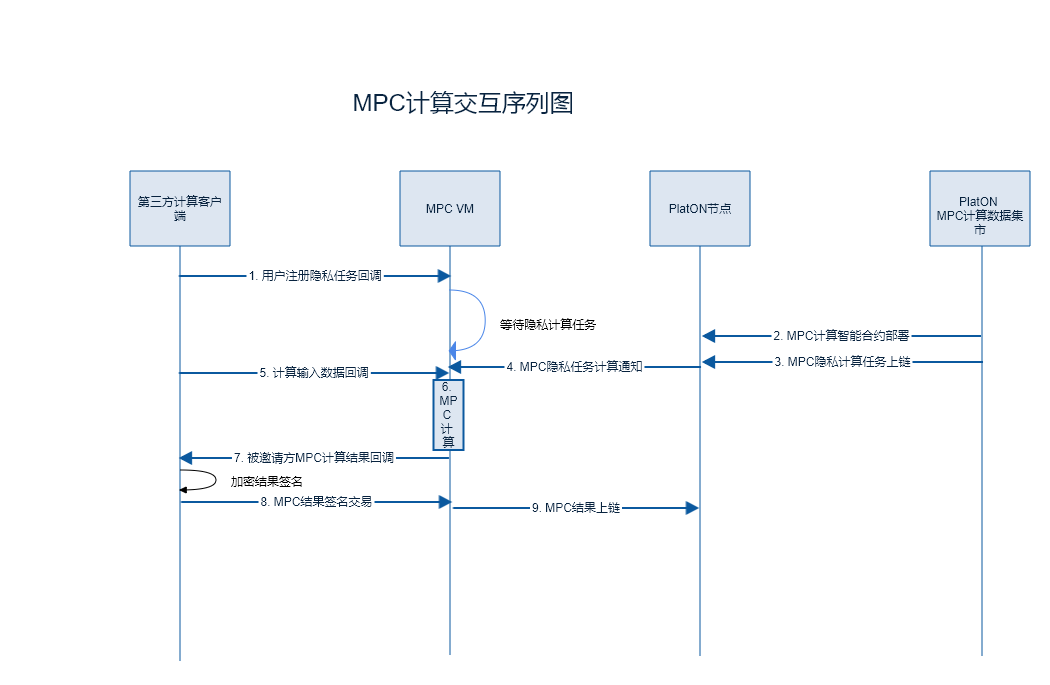 MPC计算交互序列图
第三方计算客户
端
MPC VM
PlatON节点
PlatON
MPC计算数据集
市
1. 用户注册隐私任务回调
等待隐私计算任务
2. MPC计算智能合约部署
3. MPC隐私计算任务上链
4. MPC隐私任务计算通知
5. 计算输入数据回调
6.
MP
C
计
算
7. 被邀请方MPC计算结果回调
加密结果签名
8. MPC结果签名交易
9. MPC结果上链